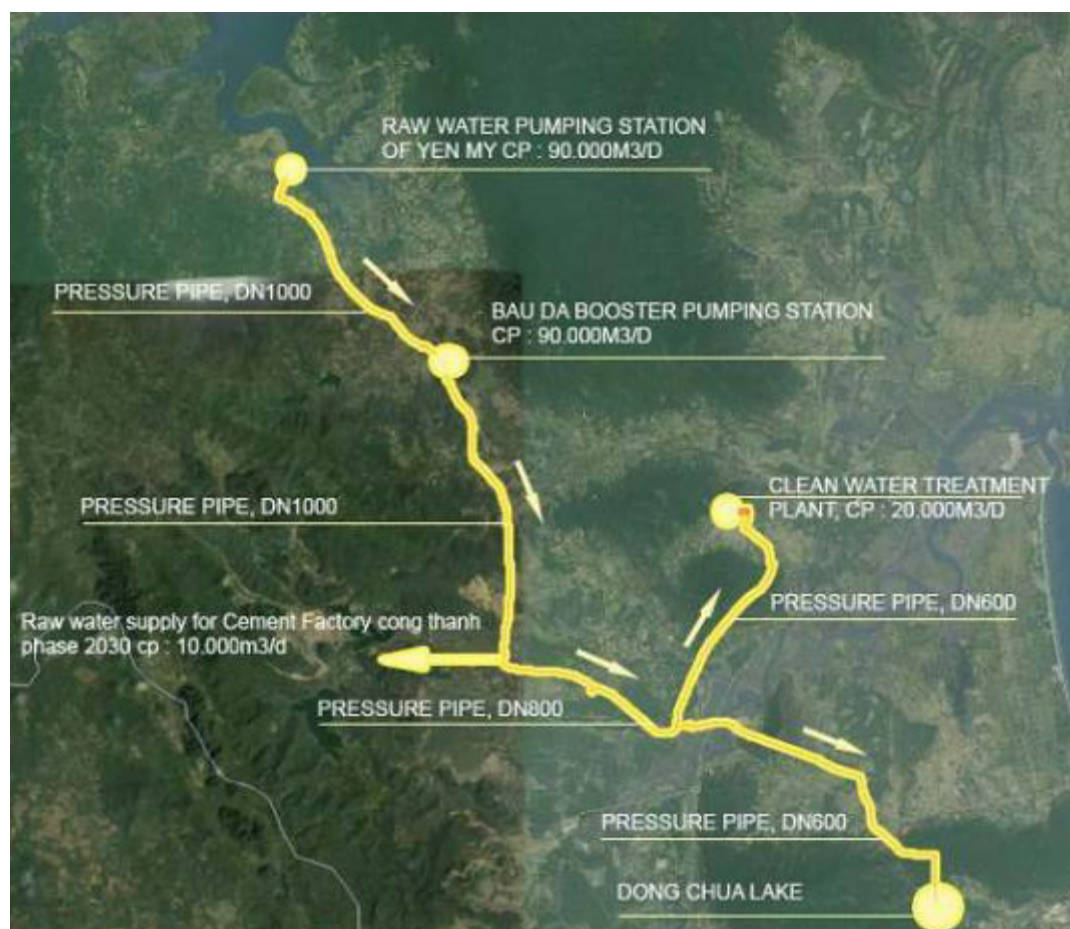 RAW WATER PUMPING STATION
OF YEN MY CP : 90.000M3/D
PRESSURE PIPE, DN1000
BAU DA BOOSTER PUMPING STATION
CP : 90.000M3/D
CLEAN WATER TREATMENT
PLANT, CP : 20.000M3/D
PRESSURE PIPE, DN1000
PRESSURE PIPE, DN600
Raw water supply for Cement Factory cong thanh
phase 2030 cp : 10.000m3/d
PRESSURE PIPE, DN800
PRESSURE PIPE, DN600
DONG CHUA LAKE